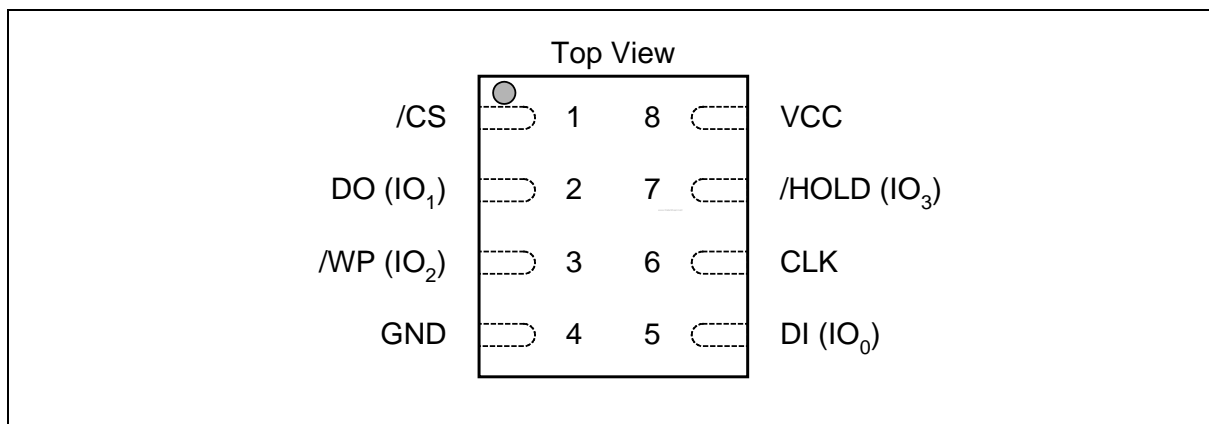 Top View
/CS 1 8 VCC
DO (IO₁) 2 7 /HOLD (IO₃)
/WP (IO₂) 3 6 CLK
GND 4 5 DI (IO₀)